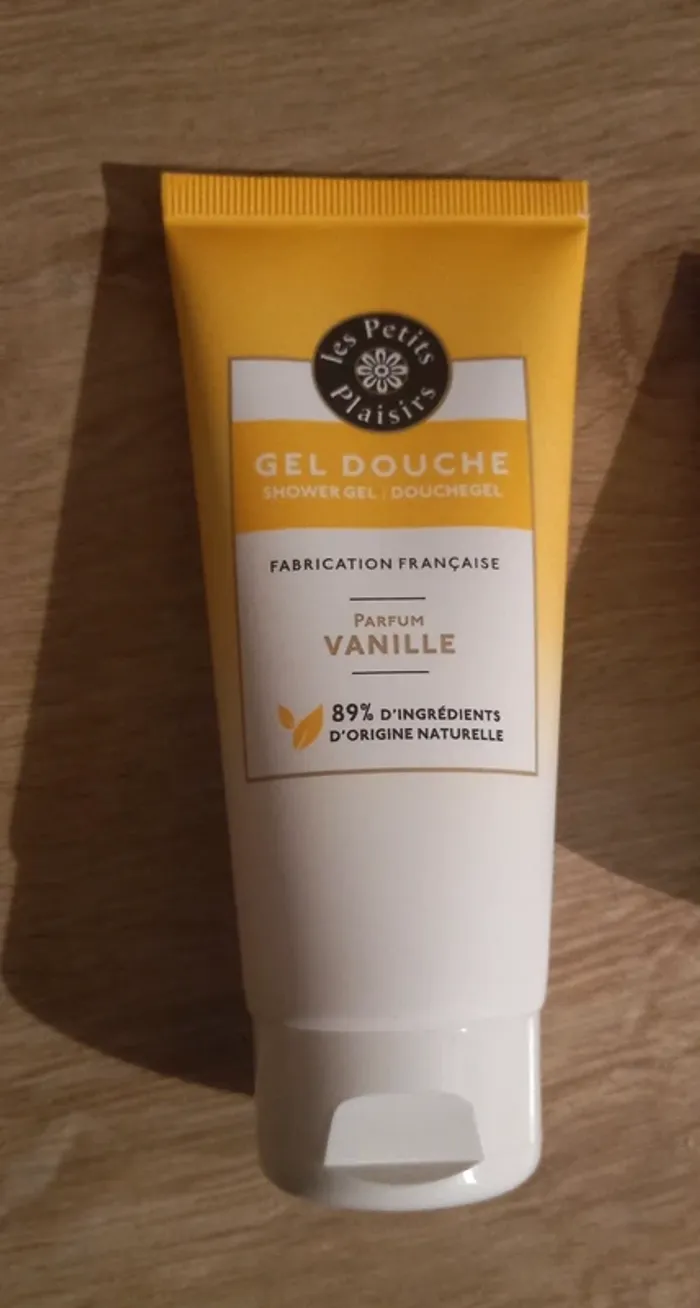 les Petits
Plaisirs
GEL DOUCHE
SHOWER GEL : DOUCHEGEL
FABRICATION FRANÇAISE
PARFUM
VANILLE
89% D'INGRÉDIENTS
D'ORIGINE NATURELLE